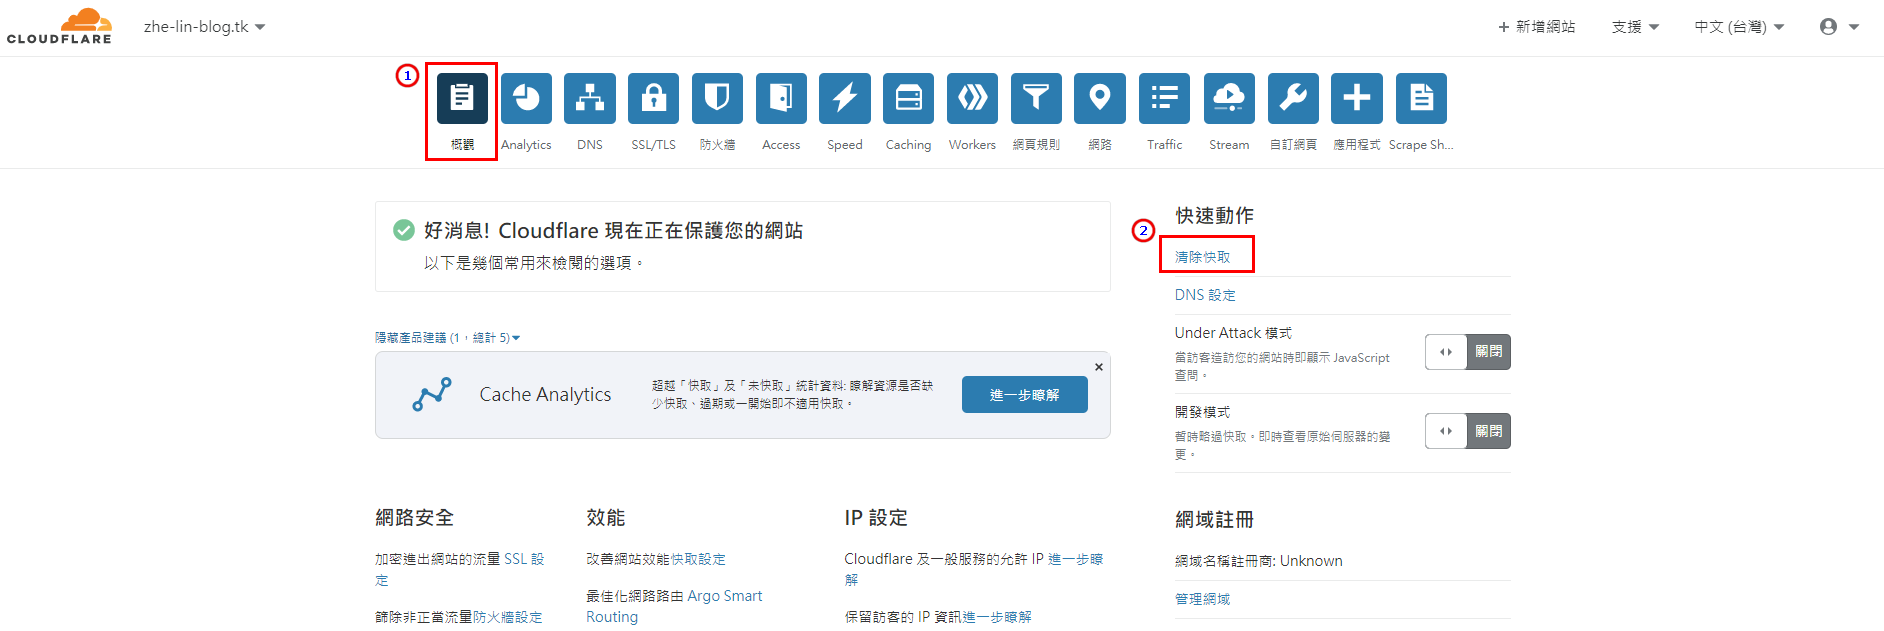 CLOUDFLARE
zhe-lin-blog.tk
新增網站
支援
中文 (台灣)
1
概觀
Analytics
DNS
SSL/TLS
防火牆
Access
Speed
Caching
Workers
網頁規則
網路
Traffic
Stream
自訂網頁
應用程式
Scrape Sh...
好消息! Cloudflare 現在正在保護您的網站
以下是幾個常用來檢閱的選項。
隱藏產品建議 (1，總計 5)
Cache Analytics
超越「快取」及「未快取」統計資料: 瞭解資源是否缺
少快取、過期或一開始即不適用快取。
進一步瞭解
×
網路安全
加密進出網站的流量 SSL 設
定
篩除非正當流量防火牆設定
效能
改善網站效能快取設定
最佳化網路路由 Argo Smart
Routing
IP 設定
Cloudflare 及一般服務的允許 IP 進一步瞭
解
保留訪客的 IP 資訊進一步瞭解
快速動作
2
清除快取
DNS 設定
Under Attack 模式
當訪客造訪您的網站時即顯示 JavaScript
查問。
關閉
開發模式
暫時略過快取。即時查看原始伺服器的變
更。
關閉
網域註冊
網域名稱註冊商: Unknown
管理網域